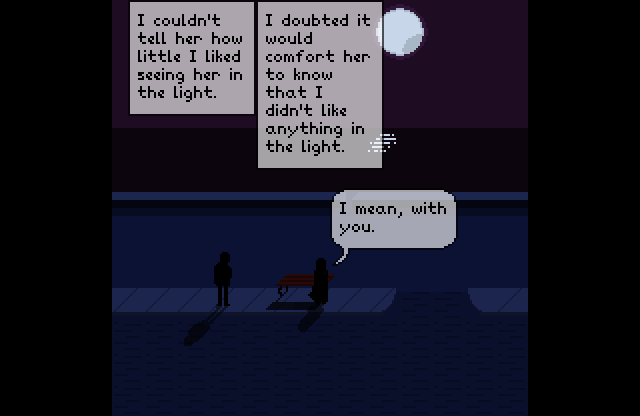 I couldn't
tell her how
little I liked
seeing her in
the light.
I doubted it
would
comfort her
to know
that I
didn't like
anything in
the light.
I mean, with
you.